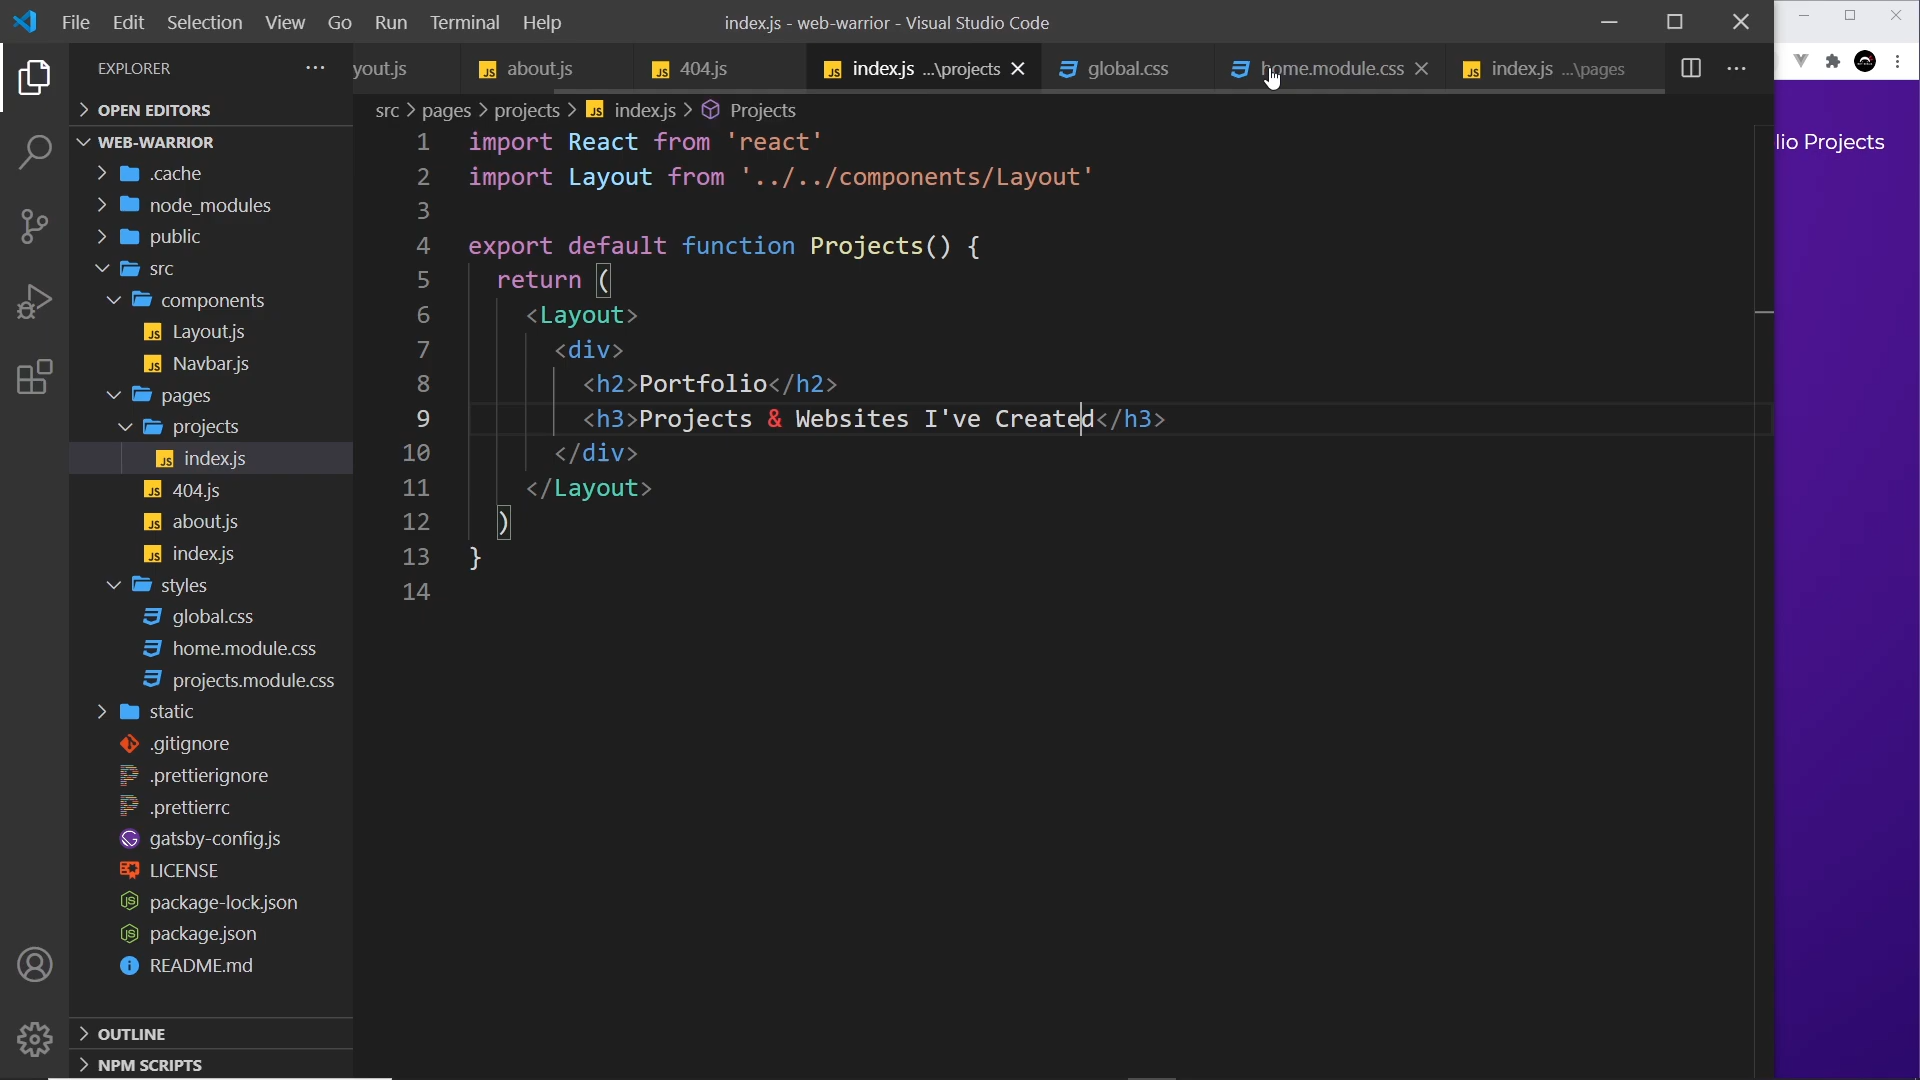 File Edit Selection View Go Run Terminal Help
index.js - web-warrior - Visual Studio Code
EXPLORER
yout.js
about.js
404.js
index.js ...\projects
global.css
home.module.css
index.js ...\pages
OPEN EDITORS
WEB-WARRIOR
.cache
node_modules
public
src
components
Layout.js
Navbar.js
pages
projects
index.js
404.js
about.js
index.js
styles
global.css
home.module.css
projects.module.css
static
.gitignore
.prettierignore
.prettierrc
gatsby-config.js
LICENSE
package-lock.json
package.json
README.md
OUTLINE
NPM SCRIPTS
src > pages > projects > index.js > Projects
1 import React from 'react'
2 import Layout from '../../components/Layout'
3
4 export default function Projects() {
5 return (
6 <Layout>
7 <div>
8 <h2>Portfolio</h2>
9 <h3>Projects & Websites I've Created</h3>
10 </div>
11 </Layout>
12 )
13 }
14
lio Projects